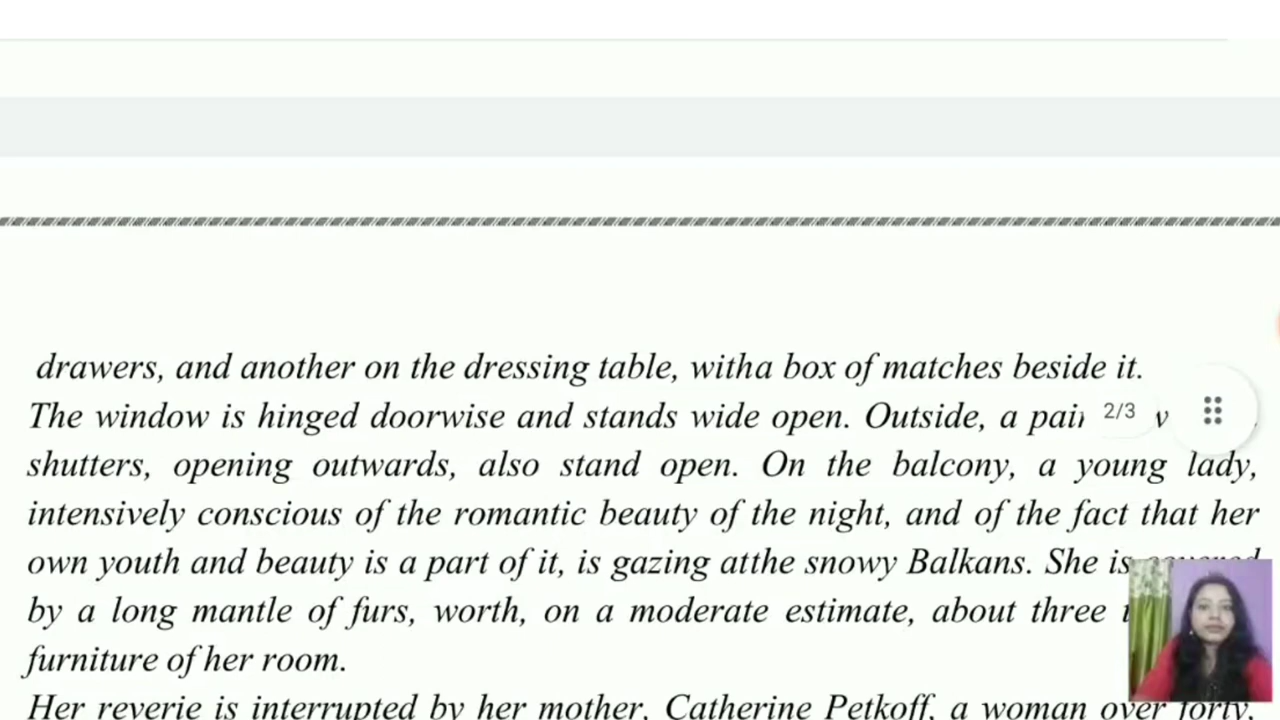 drawers, and another on the dressing table, witha box of matches beside it.
The window is hinged doorwise and stands wide open. Outside, a pair
2/3
shutters, opening outwards, also stand open. On the balcony, a young lady,
intensively conscious of the romantic beauty of the night, and of the fact that her
own youth and beauty is a part of it, is gazing atthe snowy Balkans. She is covered
by a long mantle of furs, worth, on a moderate estimate, about three
furniture of her room.
Her reverie is interrupted by her mother, Catherine Petkoff, a woman over forty,